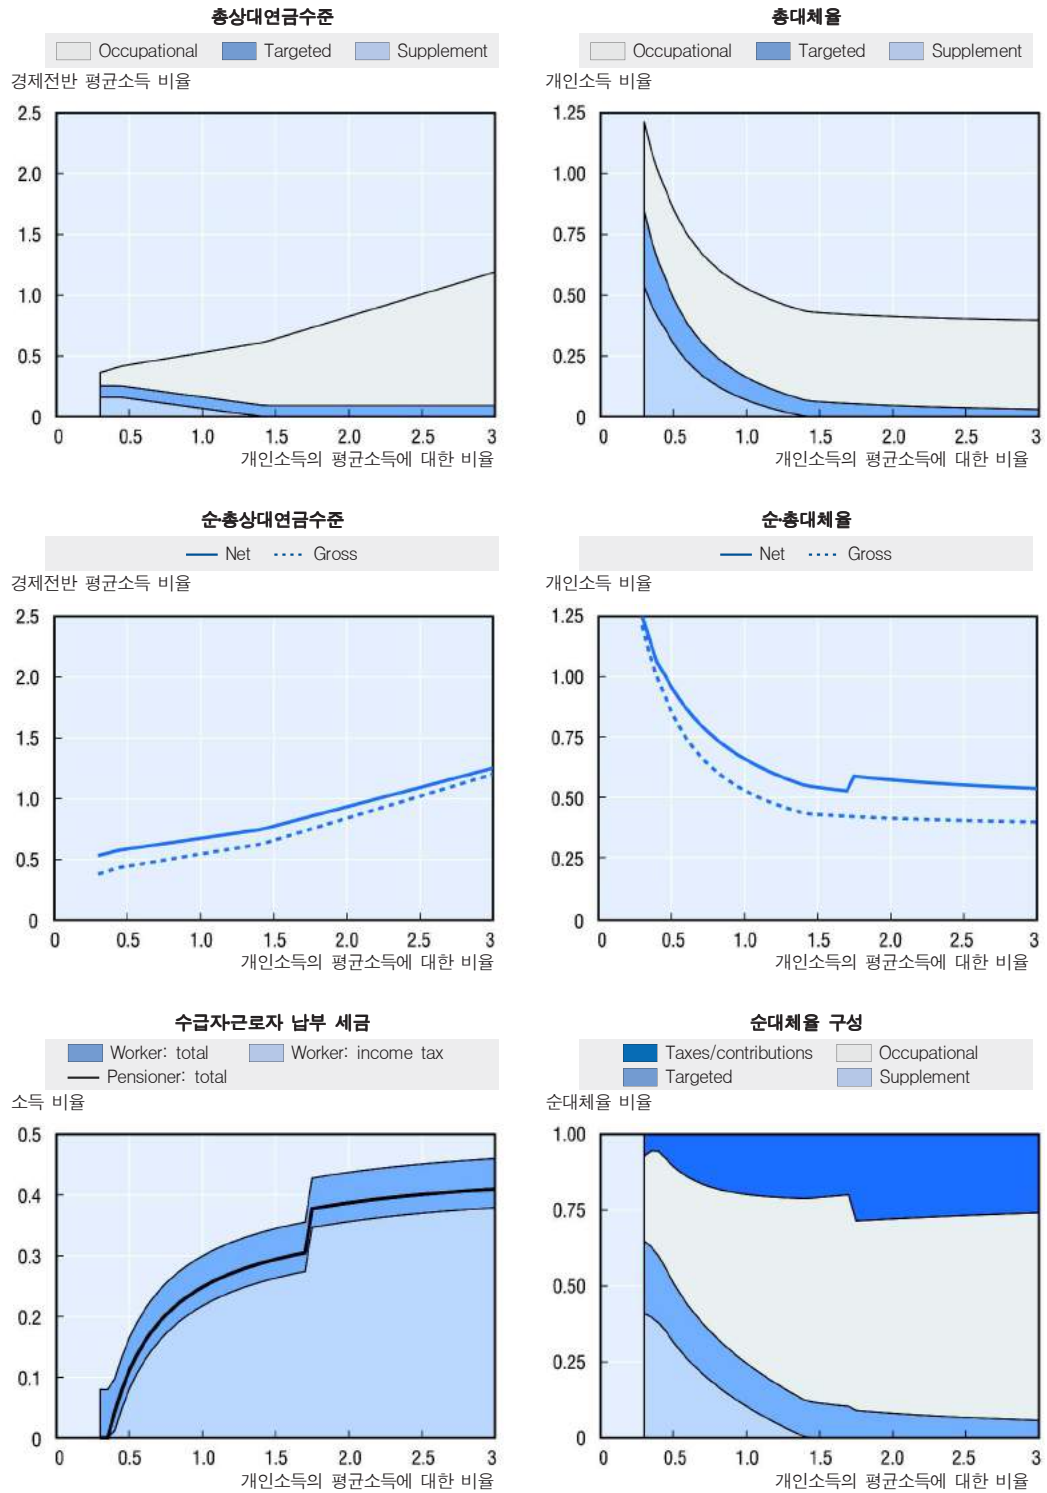 총상대연금수준
Occupational Targeted Supplement
경제전반 평균소득 비율
2.5
2.0
1.5
1.0
0.5
0
0 0.5 1.0 1.5 2.0 2.5 3
개인소득의 평균소득에 대한 비율
총대체율
Occupational Targeted Supplement
개인소득 비율
1.25
1.00
0.75
0.50
0.25
0
0 0.5 1.0 1.5 2.0 2.5 3
개인소득의 평균소득에 대한 비율
순·총상대연금수준
Net Gross
경제전반 평균소득 비율
2.5
2.0
1.5
1.0
0.5
0
0 0.5 1.0 1.5 2.0 2.5 3
개인소득의 평균소득에 대한 비율
순·총대체율
Net Gross
개인소득 비율
1.25
1.00
0.75
0.50
0.25
0
0 0.5 1.0 1.5 2.0 2.5 3
개인소득의 평균소득에 대한 비율
수급자·근로자 납부 세금
Worker: total Worker: income tax
Pensioner: total
소득 비율
0.5
0.4
0.3
0.2
0.1
0
0 0.5 1.0 1.5 2.0 2.5 3
개인소득의 평균소득에 대한 비율
순대체율 구성
Taxes/contributions Occupational
Targeted Supplement
순대체율 비율
1.00
0.75
0.50
0.25
0
0 0.5 1.0 1.5 2.0 2.5 3
개인소득의 평균소득에 대한 비율